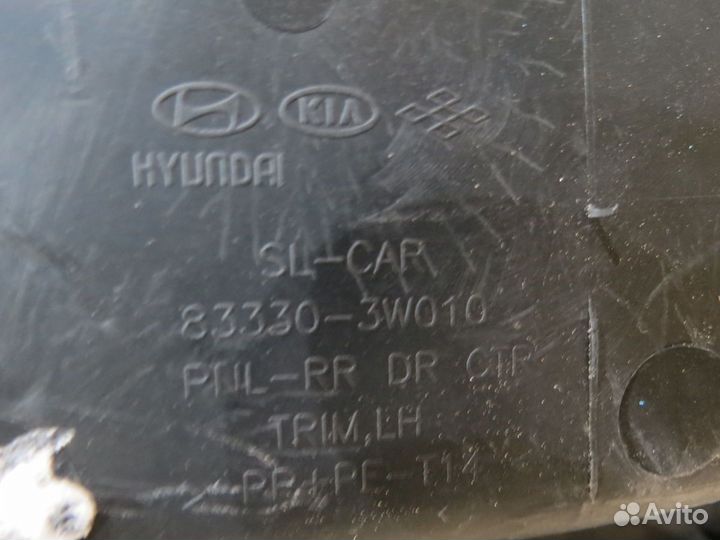 KIA
HYUNDAI
SL-CAR
83330-3W010
PNL-RR DR CTR
TRIM, LH
PP+PE-T14
Avito